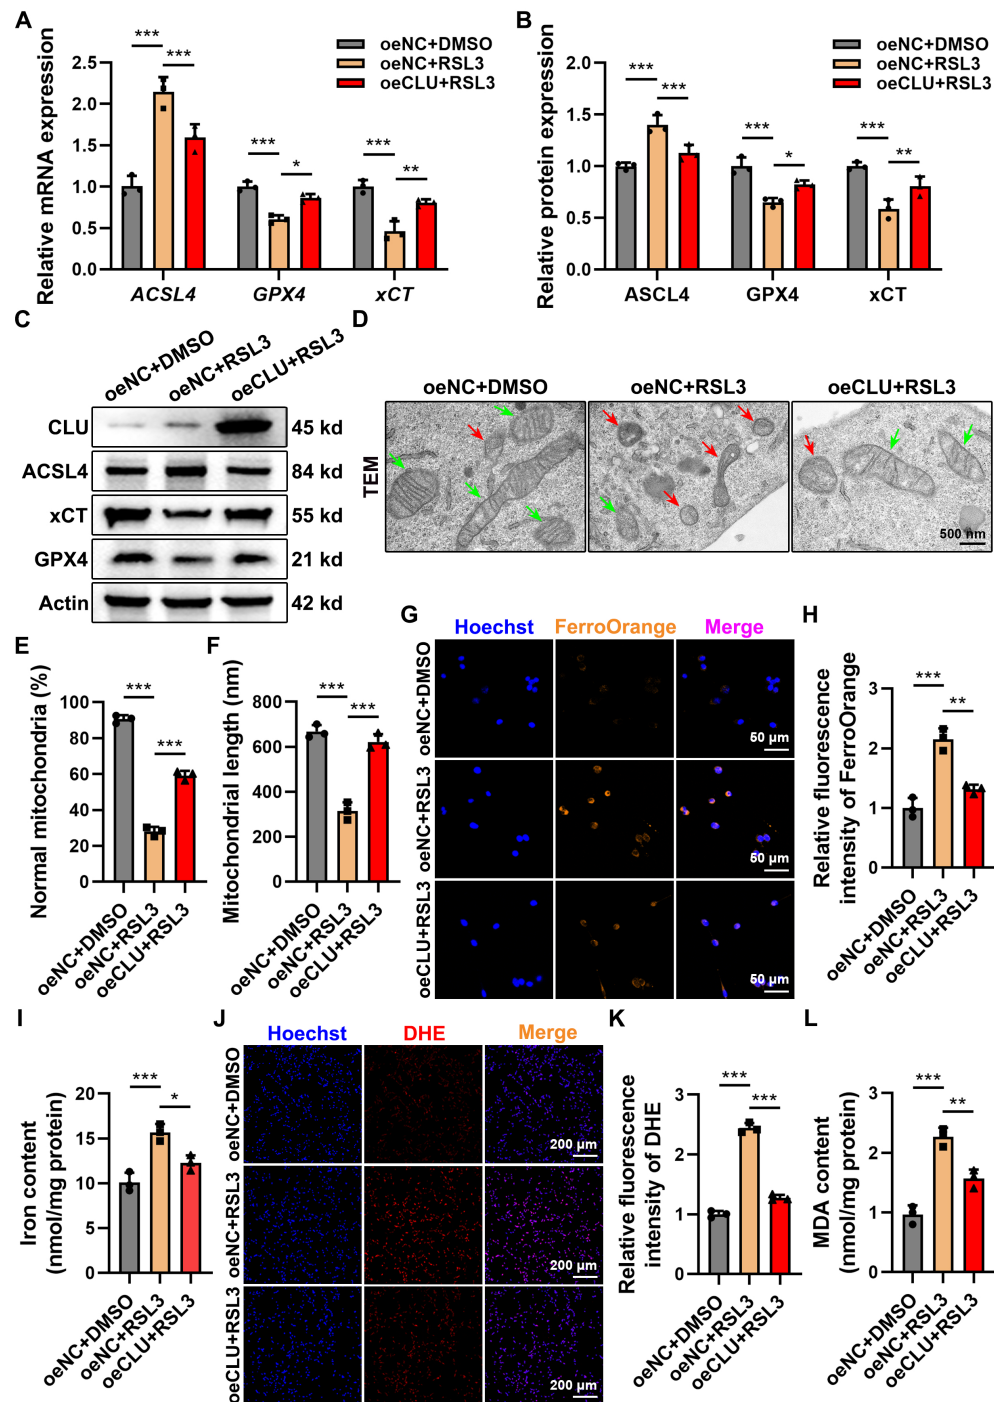 A
***
***
***
*
***
**
oeNC+DMSO
oeNC+RSL3
oeCLU+RSL3
Relative mRNA expression
2.5
2.0
1.5
1.0
0.5
0.0
ACSL4
GPX4
xCT
B
***
***
***
*
***
**
oeNC+DMSO
oeNC+RSL3
oeCLU+RSL3
Relative protein expression
2.0
1.5
1.0
0.5
0.0
ASCL4
GPX4
xCT
C
oeNC+DMSO
oeNC+RSL3
oeCLU+RSL3
CLU
45 kd
ACSL4
84 kd
xCT
55 kd
GPX4
21 kd
Actin
42 kd
D
oeNC+DMSO
oeNC+RSL3
oeCLU+RSL3
TEM
500 nm
E
Normal mitochondria (%)
100
80
60
40
20
0
***
***
oeNC+DMSO
oeNC+RSL3
oeCLU+RSL3
F
Mitochondrial length (nm)
800
600
400
200
0
***
***
oeNC+DMSO
oeNC+RSL3
oeCLU+RSL3
G
Hoechst
FerroOrange
Merge
oeNC+DMSO
50 µm
oeNC+RSL3
50 µm
oeCLU+RSL3
50 µm
H
Relative fluorescence
intensity of FerroOrange
3
2
1
0
***
**
oeNC+DMSO
oeNC+RSL3
oeCLU+RSL3
I
Iron content
(nmol/mg protein)
20
15
10
5
0
***
*
oeNC+DMSO
oeNC+RSL3
oeCLU+RSL3
J
Hoechst
DHE
Merge
oeNC+DMSO
200 µm
oeNC+RSL3
200 µm
oeCLU+RSL3
200 µm
K
Relative fluorescence
intensity of DHE
3
2
1
0
***
***
oeNC+DMSO
oeNC+RSL3
oeCLU+RSL3
L
MDA content
(nmol/mg protein)
3
2
1
0
***
**
oeNC+DMSO
oeNC+RSL3
oeCLU+RSL3